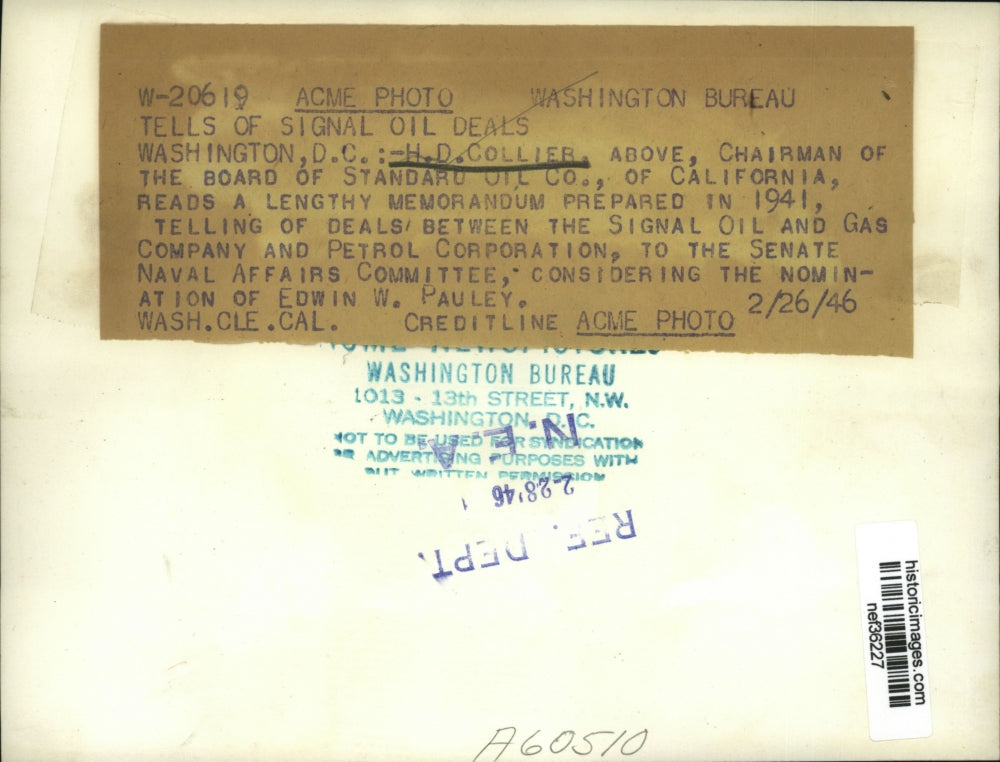 W-20619 ACME PHOTO WASHINGTON BUREAU
TELLS OF SIGNAL OIL DEALS
WASHINGTON, D.C. :-H.D.COLLIER, ABOVE, CHAIRMAN OF
THE BOARD OF STANDARD OIL CO., OF CALIFORNIA,
READS A LENGTHY MEMORANDUM PREPARED IN 1941,
TELLING OF DEALS BETWEEN THE SIGNAL OIL AND GAS
COMPANY AND PETROL CORPORATION, TO THE SENATE
NAVAL AFFAIRS COMMITTEE, CONSIDERING THE NOMIN-
ATION OF EDWIN W. PAULEY. 2/26/46
WASH.CLE.CAL. CREDITLINE ACME PHOTO
WASHINGTON BUREAU
1013 - 13th STREET, N.W.
WASHINGTON, D.C.
NOT TO BE USED FOR SYNDICATION
OR ADVERTISING PURPOSES WITH
OUT WRITTEN PERMISSION
N.E.A
2-28'46
REF. DEPT.
historicimages.com
nef36227
A60510